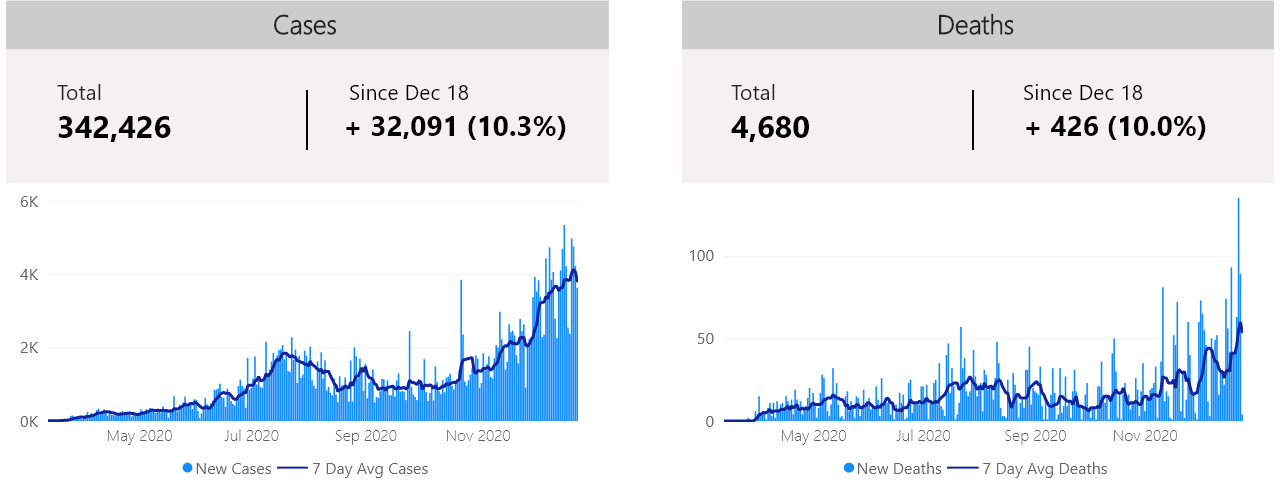 Cases
Total
342,426
Since Dec 18
+ 32,091 (10.3%)
6K
4K
2K
0K
May 2020 Jul 2020 Sep 2020 Nov 2020
New Cases 7 Day Avg Cases
Deaths
Total
4,680
Since Dec 18
+ 426 (10.0%)
100
50
0
May 2020 Jul 2020 Sep 2020 Nov 2020
New Deaths 7 Day Avg Deaths